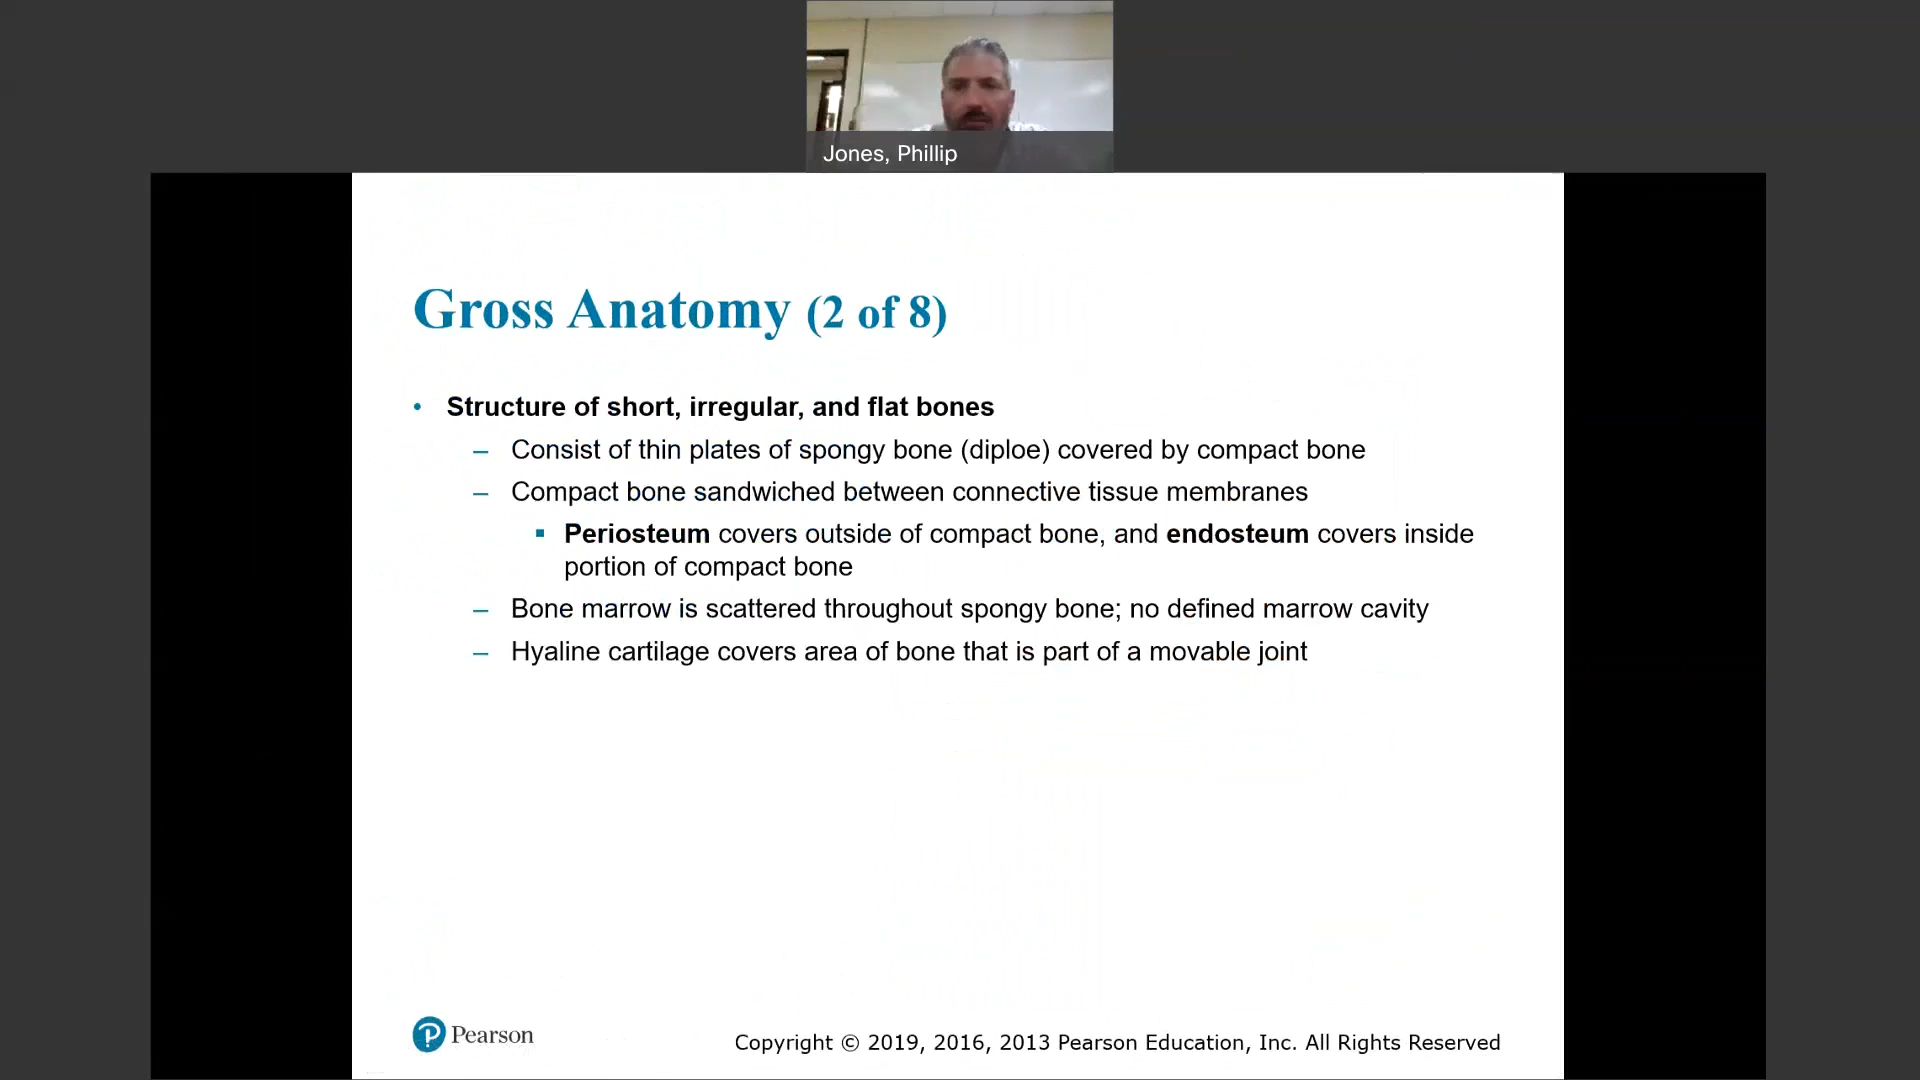 Jones, Phillip
Gross Anatomy (2 of 8)
• Structure of short, irregular, and flat bones
– Consist of thin plates of spongy bone (diploe) covered by compact bone
– Compact bone sandwiched between connective tissue membranes
▪ Periosteum covers outside of compact bone, and endosteum covers inside
portion of compact bone
– Bone marrow is scattered throughout spongy bone; no defined marrow cavity
– Hyaline cartilage covers area of bone that is part of a movable joint
Pearson
Copyright © 2019, 2016, 2013 Pearson Education, Inc. All Rights Reserved